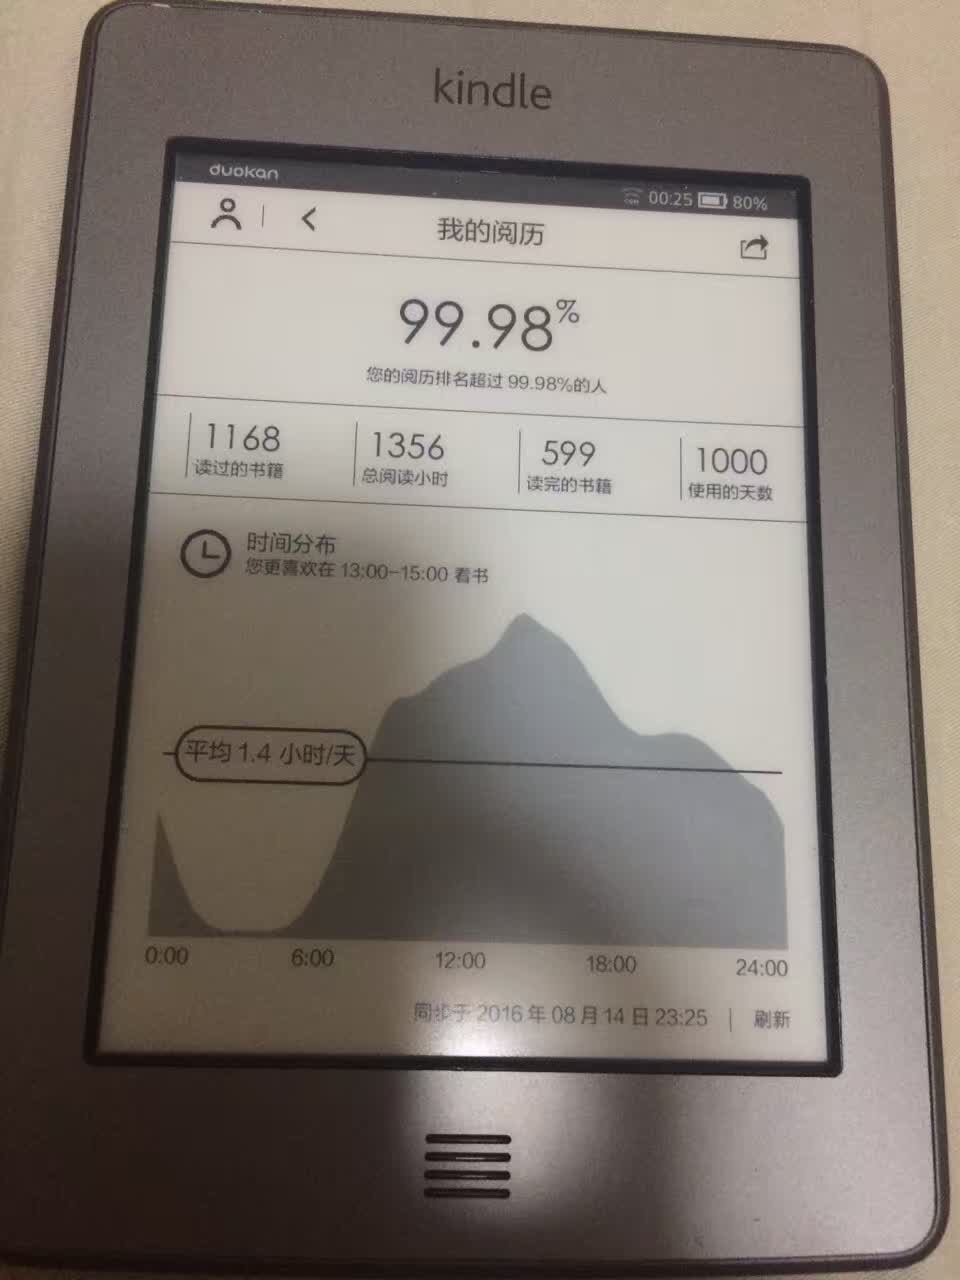 kindle
duokan
00:25 80%
我的阅历
99.98%
您的阅历排名超过 99.98%的人
1168 1356 599 1000
读过的书籍 总阅读小时 读完的书籍 使用的天数
时间分布
您更喜欢在 13:00-15:00 看书
平均 1.4 小时/天
0:00 6:00 12:00 18:00 24:00
同步于 2016 年 08 月 14 日 23:25 | 刷新